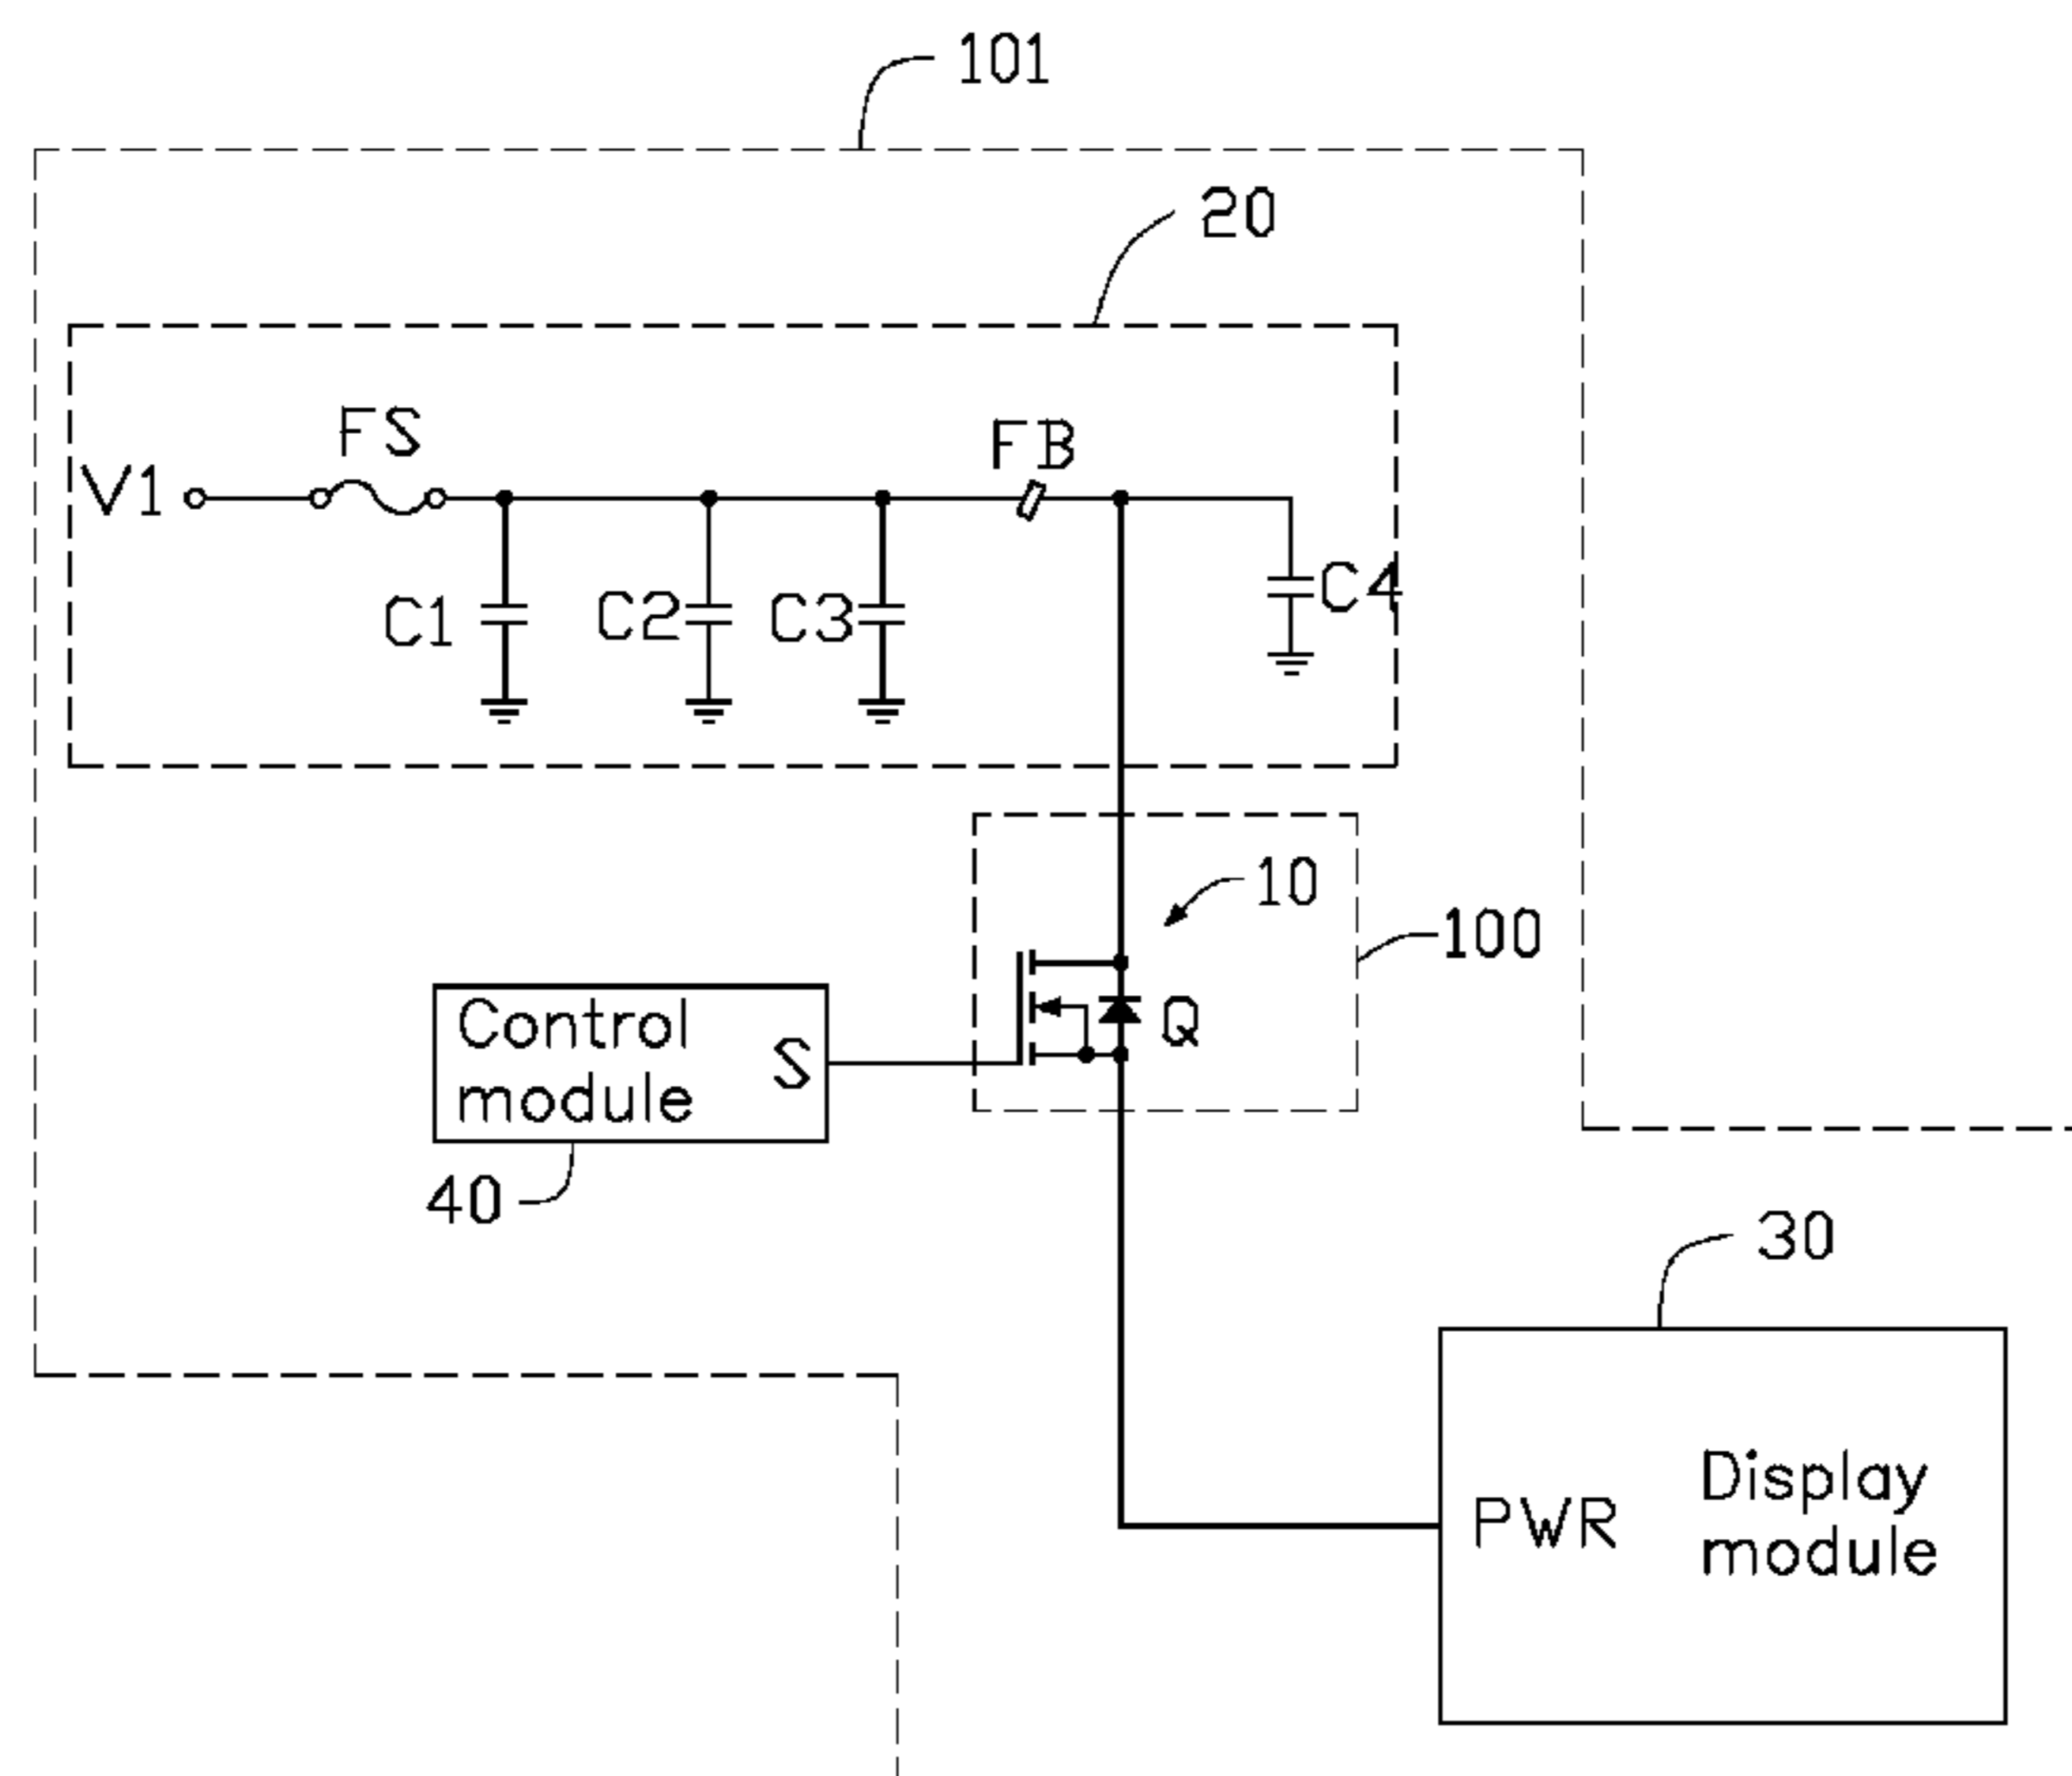 101
20
FS
FB
V1
C1
C2
C3
C4
10
100
Q
Control
module
S
40
30
PWR
Display
module